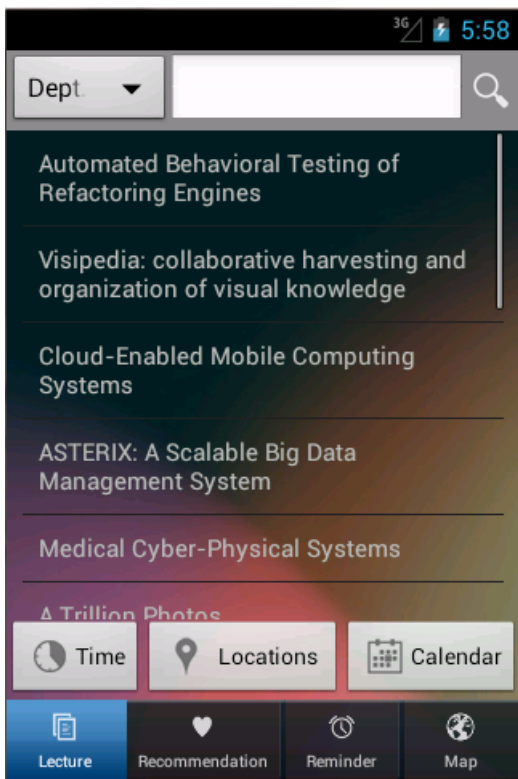 3G 5:58
Dept.
Automated Behavioral Testing of
Refactoring Engines
Visipedia: collaborative harvesting and
organization of visual knowledge
Cloud-Enabled Mobile Computing
Systems
ASTERIX: A Scalable Big Data
Management System
Medical Cyber-Physical Systems
A Trillion Photos
Time Locations Calendar
Lecture Recommendation Reminder Map